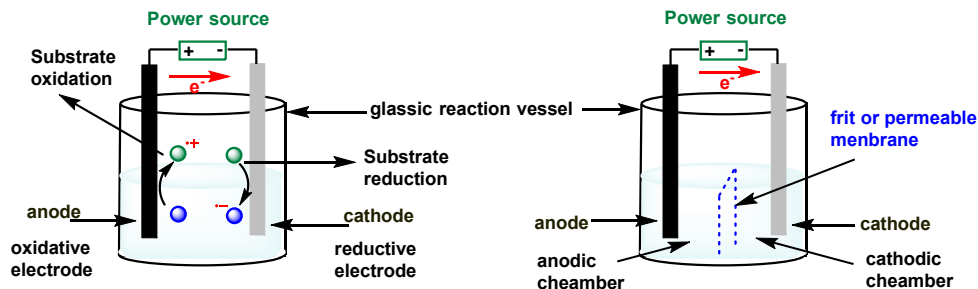 Power source
+ -
e-
Substrate
oxidation
•+
Substrate
reduction
•−
anode
oxidative
electrode
cathode
reductive
electrode
glassic reaction vessel
Power source
+ -
e-
frit or permeable
menbrane
anode
cathode
anodic
cheamber
cathodic
cheamber